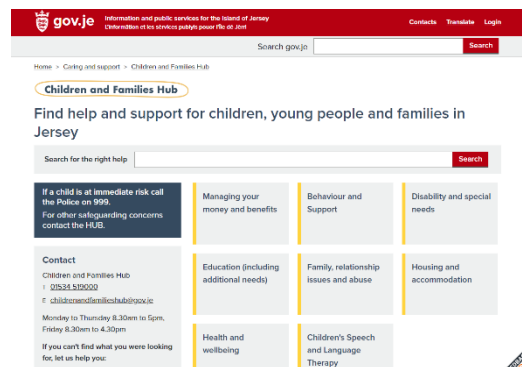 gov.je
Information and public services for the Island of Jersey
L'înformâtion et les sèrvices publyis pouor I'Île dé Jèrri
Contacts Translate Login
Search gov.je
Search
Home > Caring and support > Children and Families Hub
Children and Families Hub
Find help and support for children, young people and families in
Jersey
Search for the right help
Search
If a child is at immediate risk call
the Police on 999.
For other safeguarding concerns
contact the HUB.
Contact
Children and Families Hub
T 01534 519000
E childrenandfamilieshub@gov.je
Monday to Thursday 8.30am to 5pm,
Friday 8.30am to 4.30pm
If you can't find what you were looking
for, let us help you:
Managing your
money and benefits
Behaviour and
Support
Disability and special
needs
Education (including
additional needs)
Family, relationship
issues and abuse
Housing and
accommodation
Health and
wellbeing
Children's Speech
and Language
Therapy